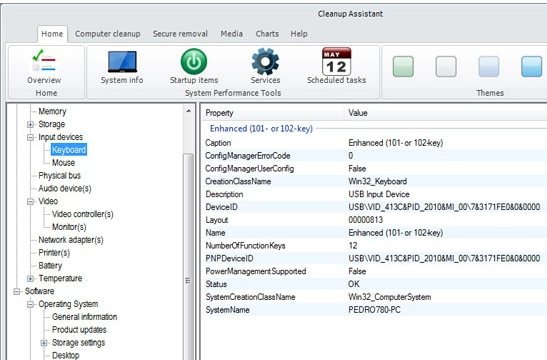 Cleanup Assistant
Home Computer cleanup Secure removal Media Charts Help
Overview System info Startup items Services MAY 12 Scheduled tasks
Home System Performance Tools Themes
Memory
Storage
Input devices
Keyboard
Mouse
Physical bus
Audio device(s)
Video
Video controller(s)
Monitor(s)
Network adapter(s)
Printer(s)
Battery
Temperature
Software
Operating System
General information
Product updates
Storage settings
Desktop
Property Value
Enhanced (101- or 102-key)
Caption Enhanced (101- or 102-key)
ConfigManagerErrorCode 0
ConfigManagerUserConfig False
CreationClassName Win32_Keyboard
Description USB Input Device
DeviceID USB\VID_413C&PID_2010&MI_00\7&3171FE0&0&0000
Layout 00000813
Name Enhanced (101- or 102-key)
NumberOfFunctionKeys 12
PNPDeviceID USB\VID_413C&PID_2010&MI_00\7&3171FE0&0&0000
PowerManagementSupported False
Status OK
SystemCreationClassName Win32_ComputerSystem
SystemName PEDRO780-PC